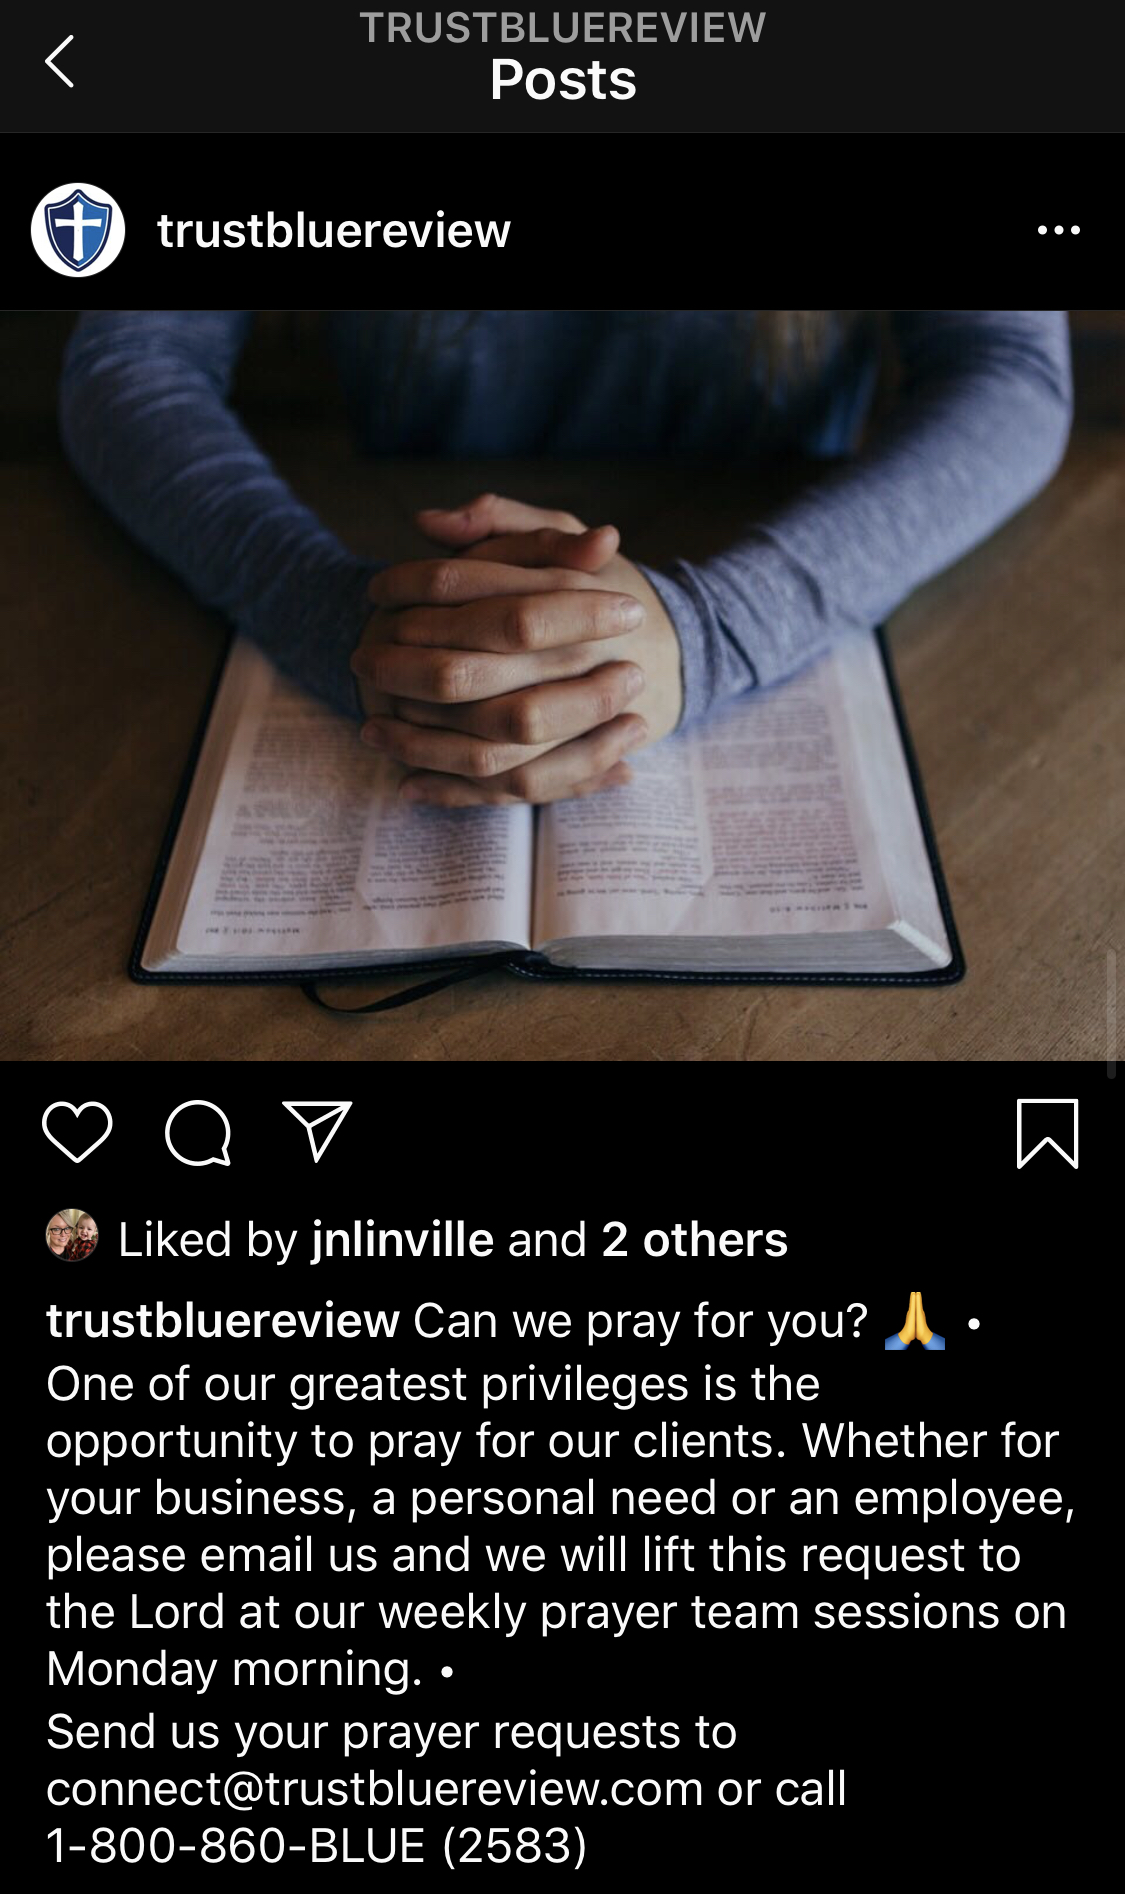 TRUSTBLUEREVIEW
Posts
trustbluereview
Liked by jnlinville and 2 others
trustbluereview Can we pray for you? 🙏 •
One of our greatest privileges is the
opportunity to pray for our clients. Whether for
your business, a personal need or an employee,
please email us and we will lift this request to
the Lord at our weekly prayer team sessions on
Monday morning. •
Send us your prayer requests to
connect@trustbluereview.com or call
1-800-860-BLUE (2583)